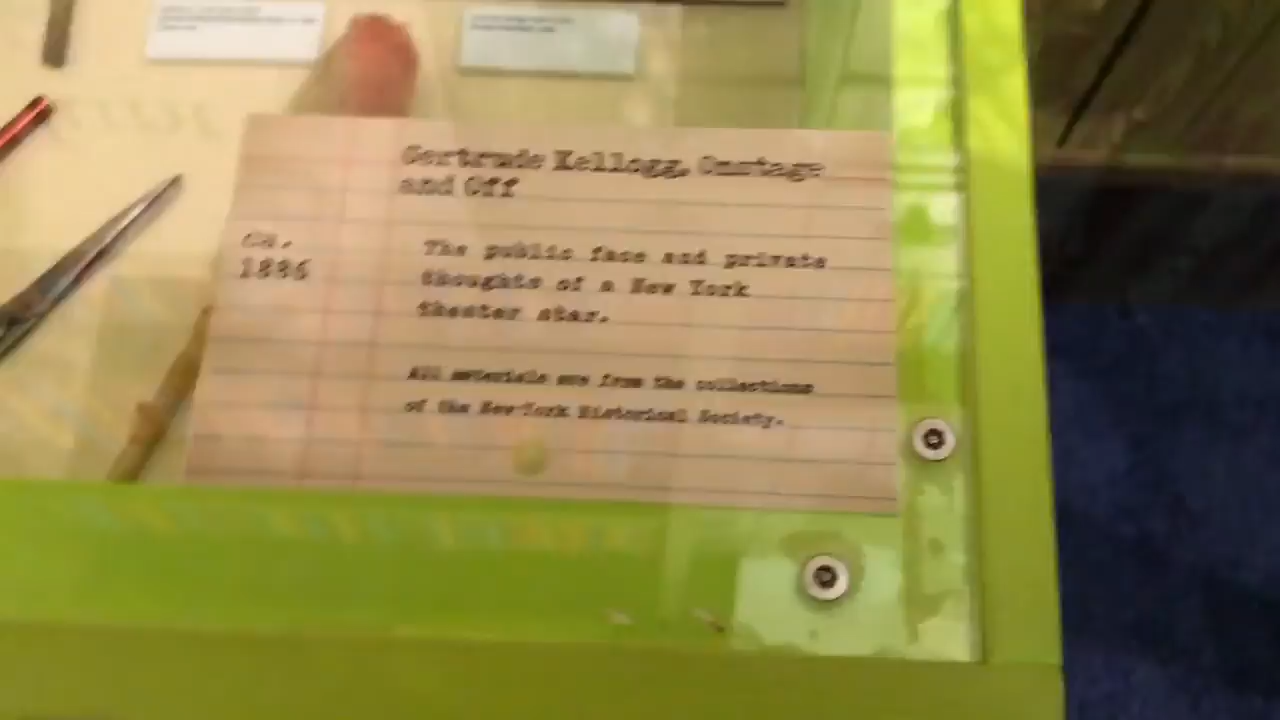 Gertrude Kellogg, Onstage
and Off
Ca.
1886
The public face and private
thoughts of a New York
theater star.
All materials are from the collections
of the New-York Historical Society.